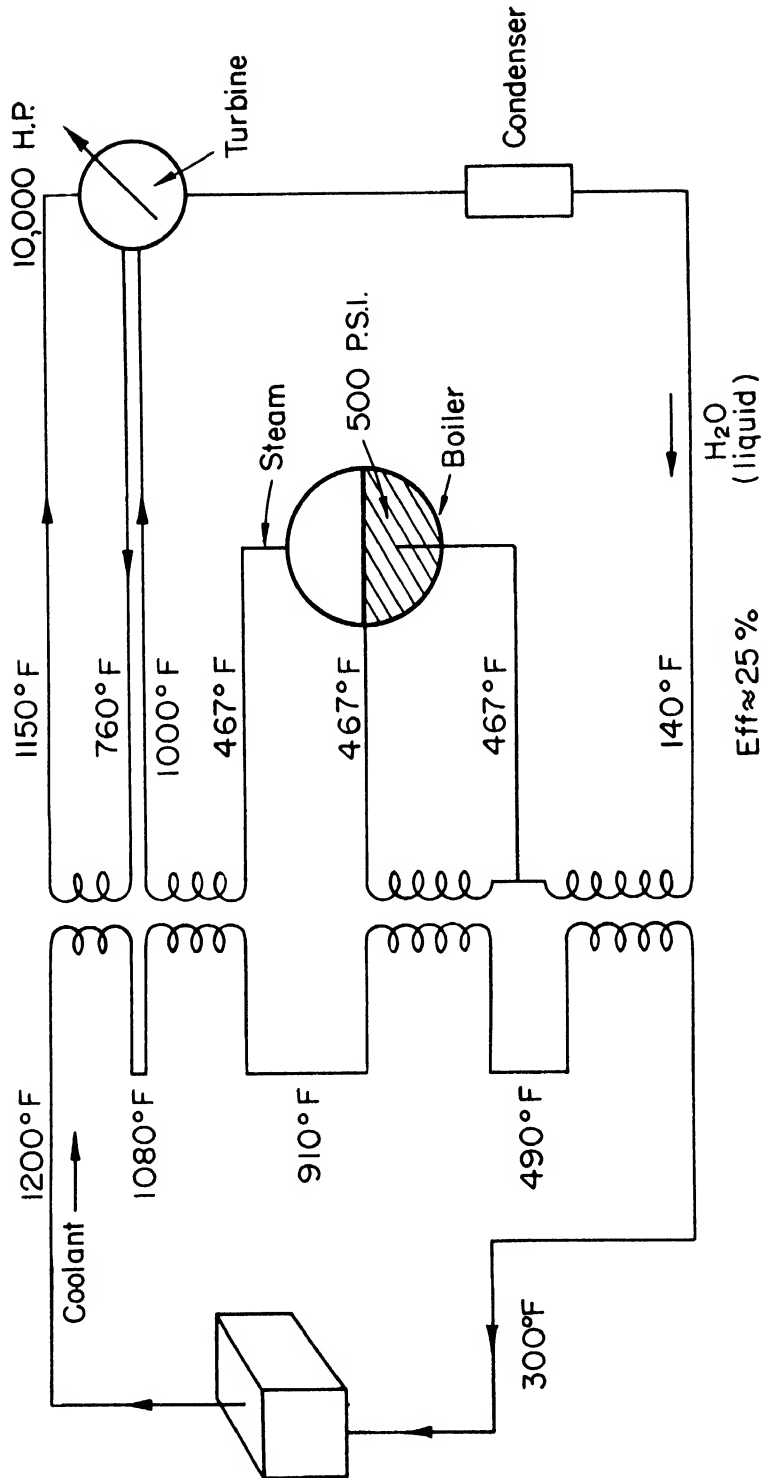 10,000 H.P.
Turbine
Condenser
1150°F
760°F
1000°F
467°F
Steam
500 P.S.I.
Boiler
467°F
467°F
140°F
H2O
(liquid)
Eff≈25%
1200°F
Coolant
1080°F
910°F
490°F
300°F